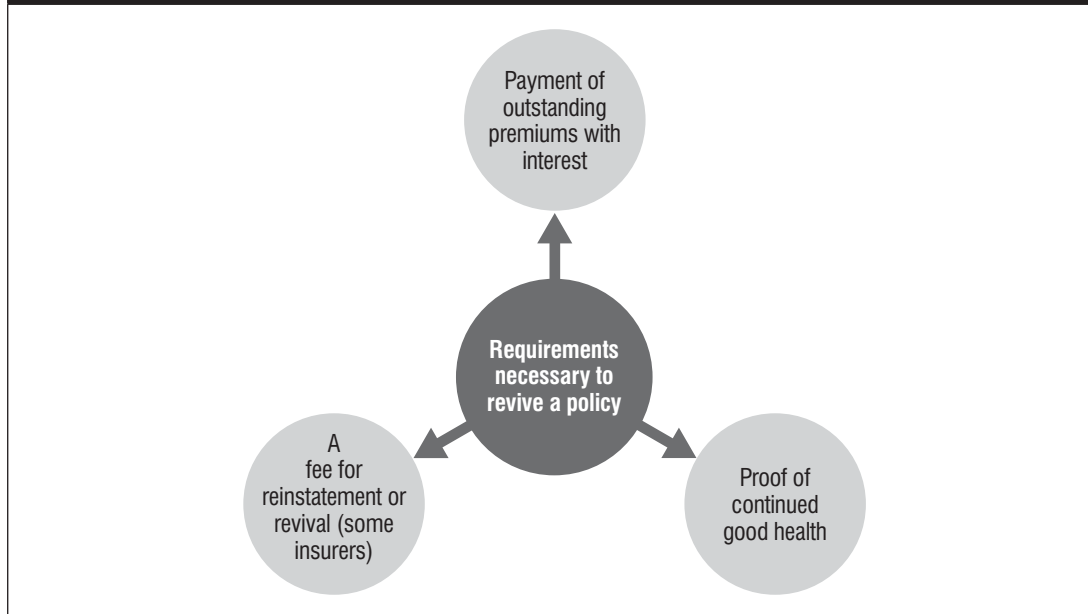 Payment of
outstanding
premiums with
interest
Requirements
necessary to
revive a policy
A
fee for
reinstatement or
revival (some
insurers)
Proof of
continued
good health